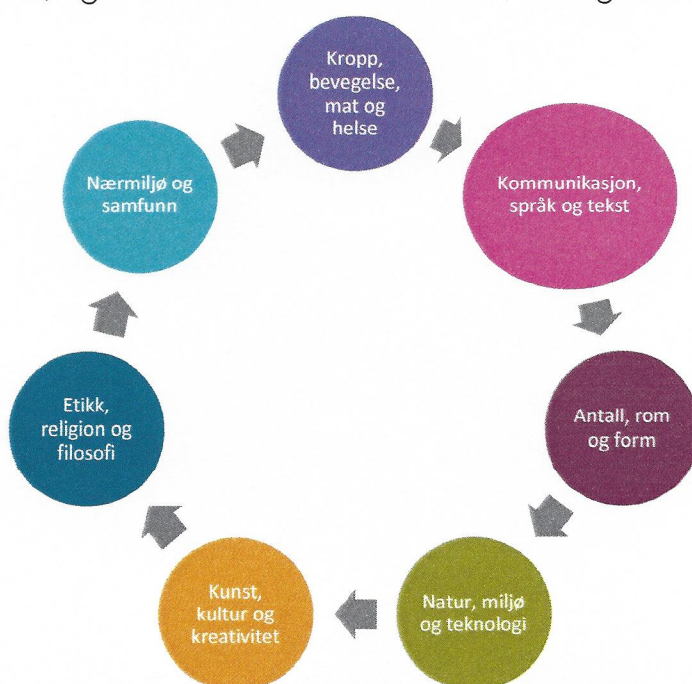 Kropp,
bevegelse,
mat og
helse
Kommunikasjon,
språk og tekst
Antall, rom
og form
Natur, miljø
og teknologi
Kunst,
kultur og
kreativitet
Etikk,
religion og
filosofi
Nærmiljø og
samfunn